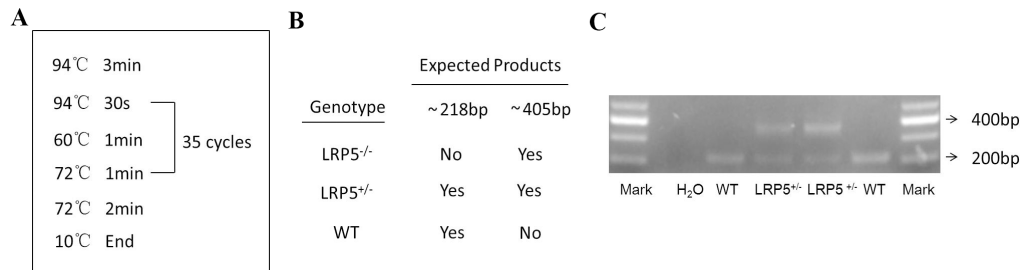 A
94℃ 3min
94℃ 30s
60℃ 1min
35 cycles
72℃ 1min
72℃ 2min
10℃ End
B
Expected Products
Genotype ~218bp ~405bp
LRP5-/- No Yes
LRP5+/- Yes Yes
WT Yes No
C
400bp
200bp
Mark H₂O WT LRP5+/- LRP5 +/- WT Mark